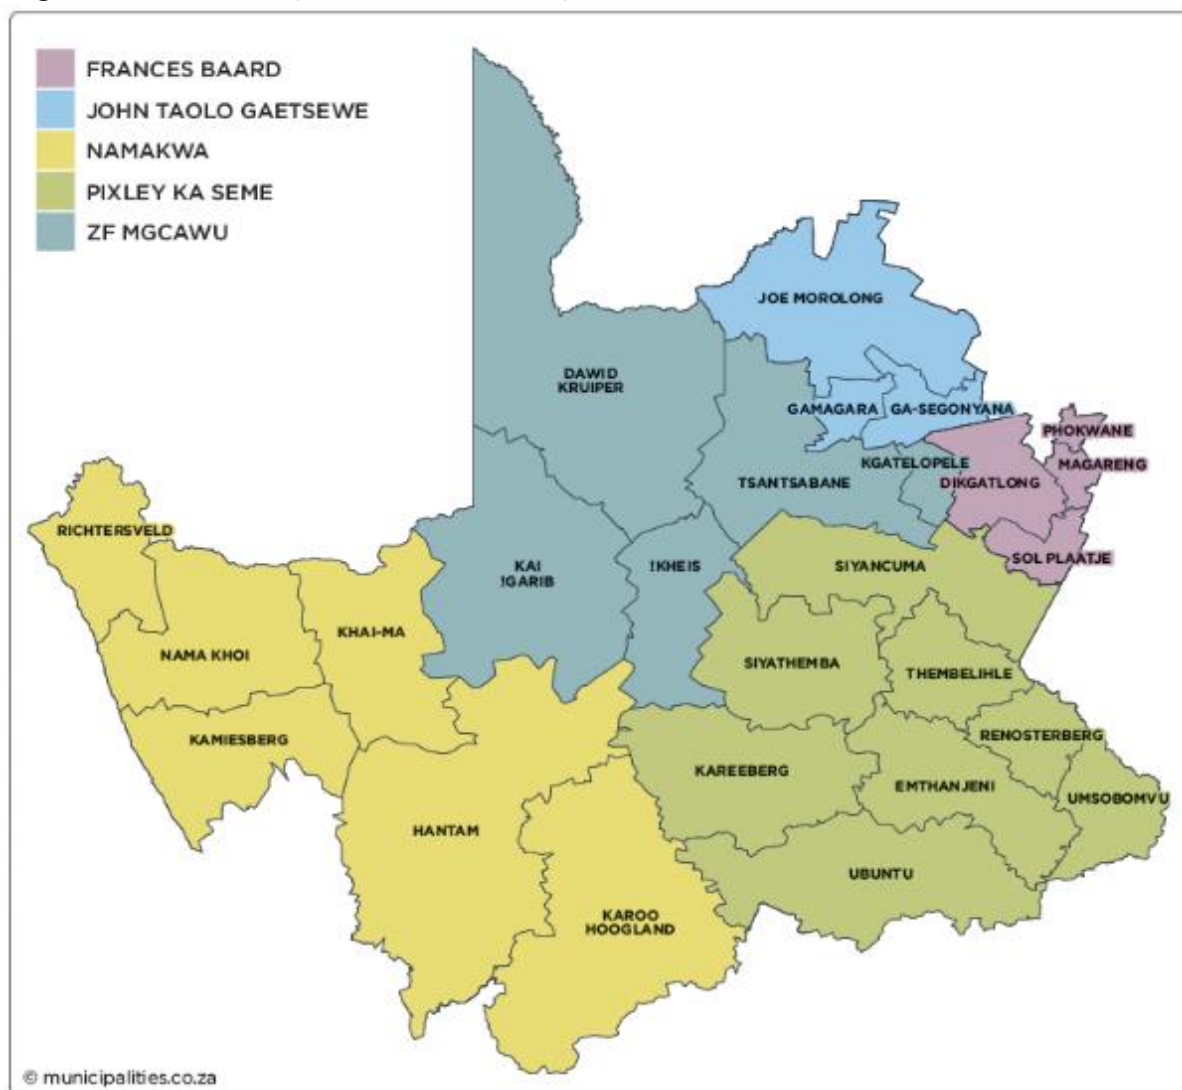 FRANCES BAARD
JOHN TAOLO GAETSEWE
NAMAKWA
PIXLEY KA SEME
ZF MGCAWU
JOE MOROLONG
DAWID
KRUIPER
GAMAGARA
GA-SEGONYANA
PHOKWANE
KGATELOPELE
MAGARENG
TSANTSABANE
DIKGATLONG
RICHTERSVELD
SOL PLAATJE
KAI
!GARIB
!KHEIS
SIYANCUMA
KHAI-MA
NAMA KHOI
SIYATHEMBA
THEMBELIHLE
KAMIESBERG
RENOSTERBERG
KAREEBERG
EMTHANJENI
UMSOBOMVU
HANTAM
UBUNTU
KAROO
HOOGLAND
© municipalities.co.za